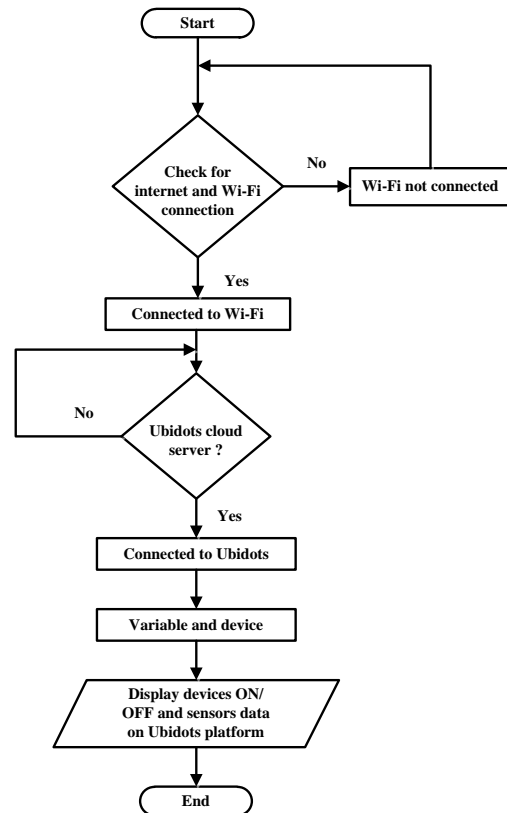 Start
Check for
internet and Wi-Fi
connection
No
Wi-Fi not connected
Yes
Connected to Wi-Fi
No
Ubidots cloud
server ?
Yes
Connected to Ubidots
Variable and device
Display devices ON/
OFF and sensors data
on Ubidots platform
End